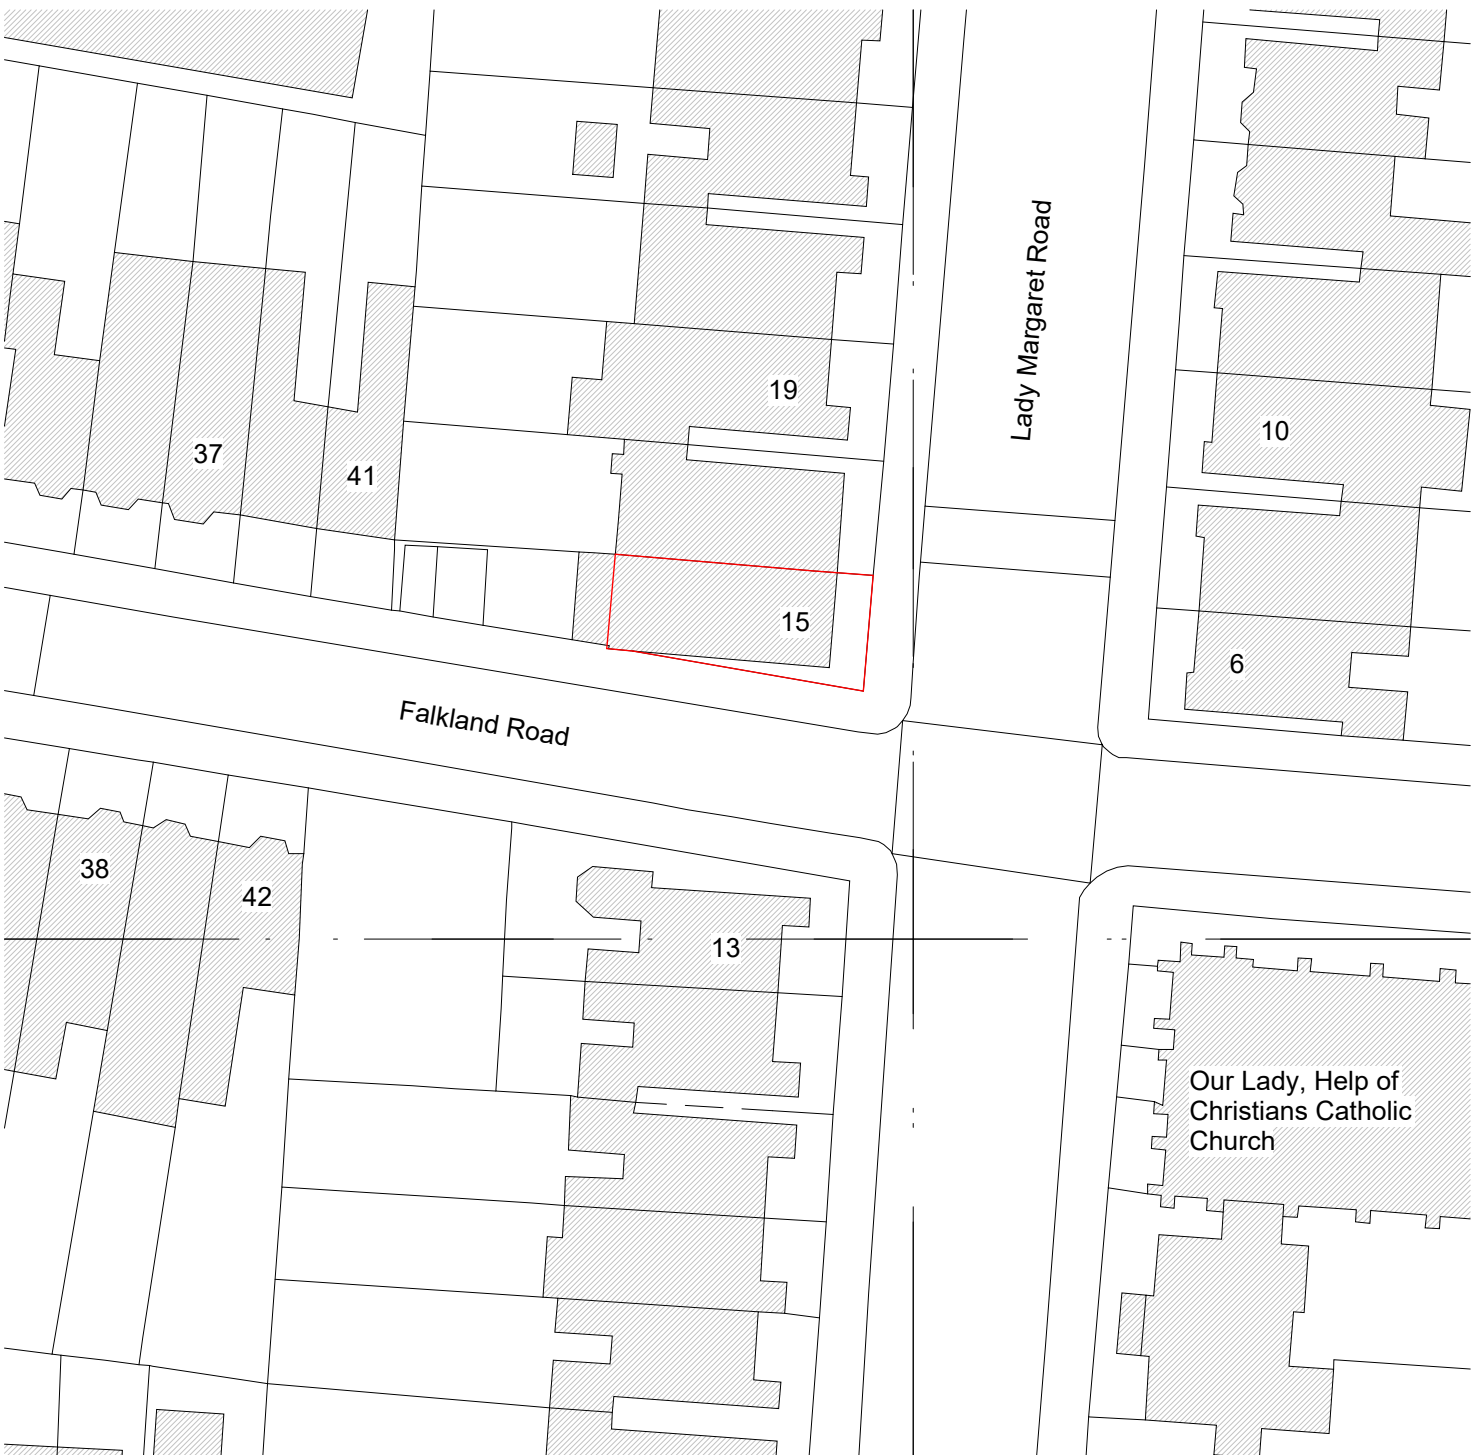 Lady Margaret Road
19
10
37
41
15
6
Falkland Road
38
42
13
Our Lady, Help of
Christians Catholic
Church